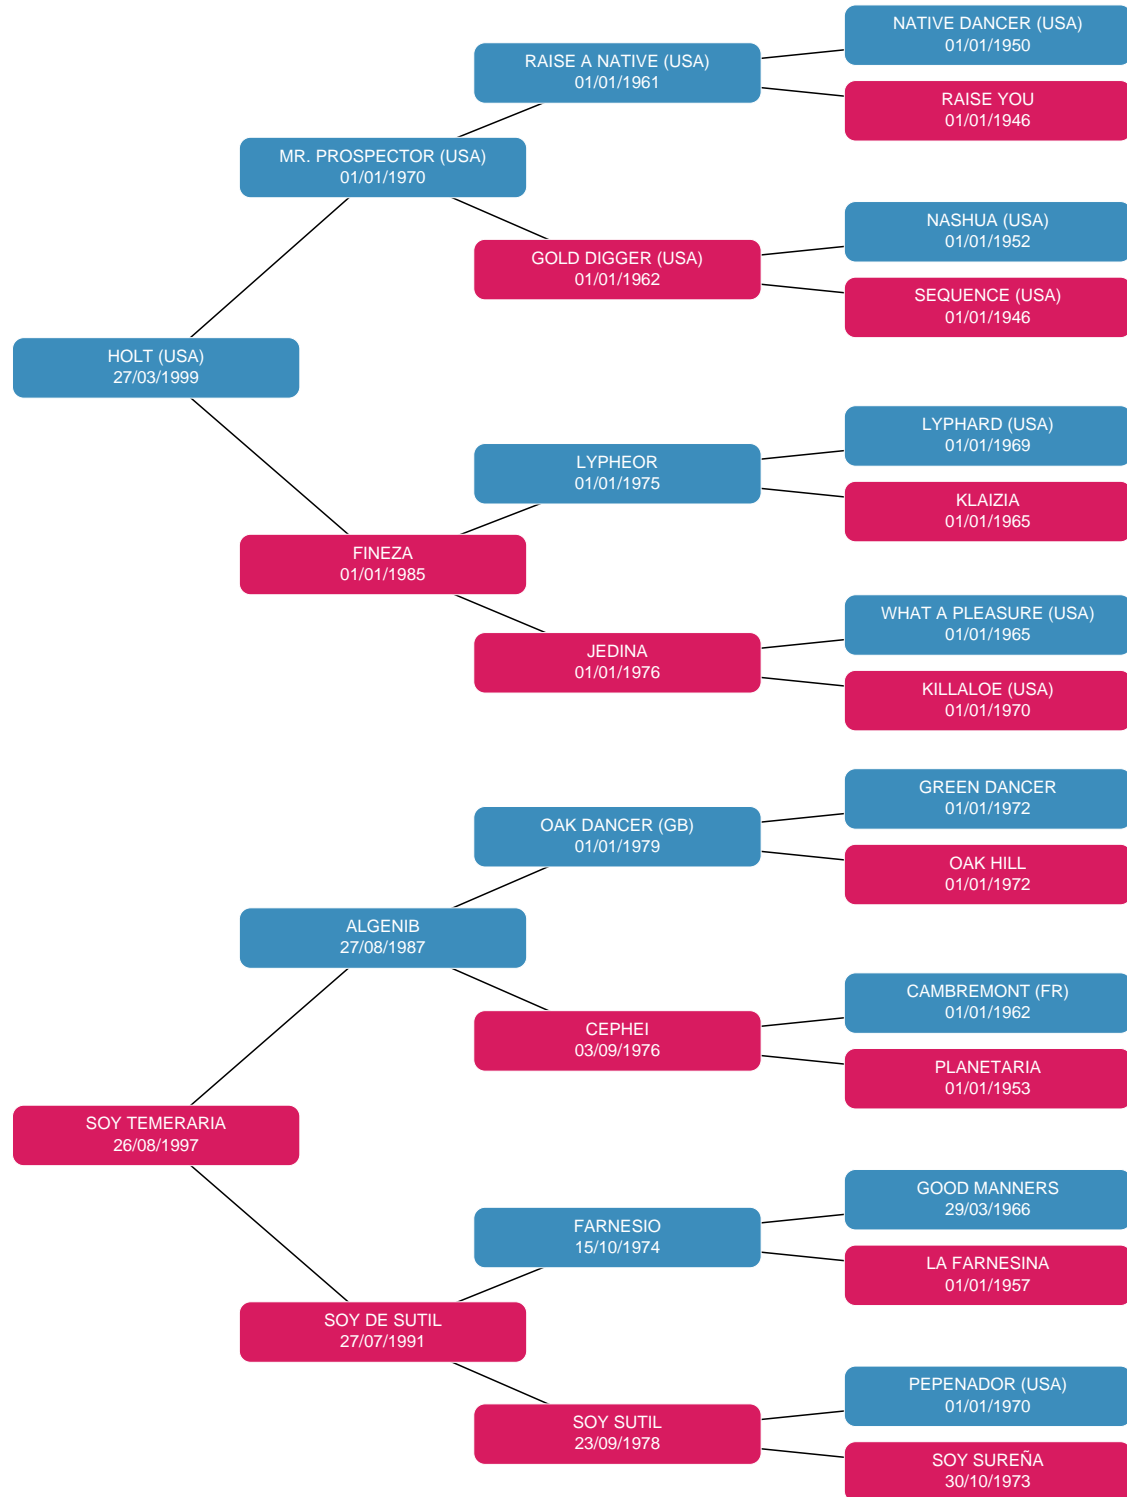 NATIVE DANCER (USA)
01/01/1950
RAISE A NATIVE (USA)
01/01/1961
RAISE YOU
01/01/1946
MR. PROSPECTOR (USA)
01/01/1970
NASHUA (USA)
01/01/1952
GOLD DIGGER (USA)
01/01/1962
SEQUENCE (USA)
01/01/1946
HOLT (USA)
27/03/1999
LYPHARD (USA)
01/01/1969
LYPHEOR
01/01/1975
KLAIZIA
01/01/1965
FINEZA
01/01/1985
WHAT A PLEASURE (USA)
01/01/1965
JEDINA
01/01/1976
KILLALOE (USA)
01/01/1970
GREEN DANCER
01/01/1972
OAK DANCER (GB)
01/01/1979
OAK HILL
01/01/1972
ALGENIB
27/08/1987
CAMBREMONT (FR)
01/01/1962
CEPHEI
03/09/1976
PLANETARIA
01/01/1953
SOY TEMERARIA
26/08/1997
GOOD MANNERS
29/03/1966
FARNESIO
15/10/1974
LA FARNESINA
01/01/1957
SOY DE SUTIL
27/07/1991
PEPENADOR (USA)
01/01/1970
SOY SUTIL
23/09/1978
SOY SUREÑA
30/10/1973